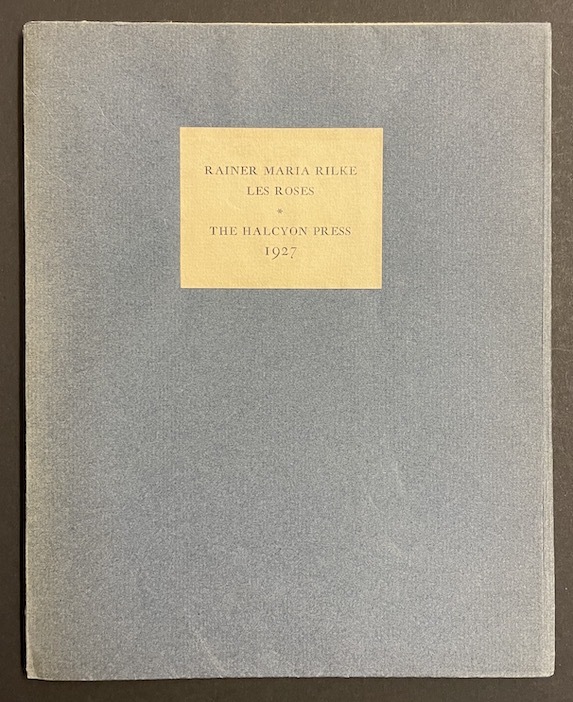 RAINER MARIA RILKE
LES ROSES
*
THE HALCYON PRESS
1927